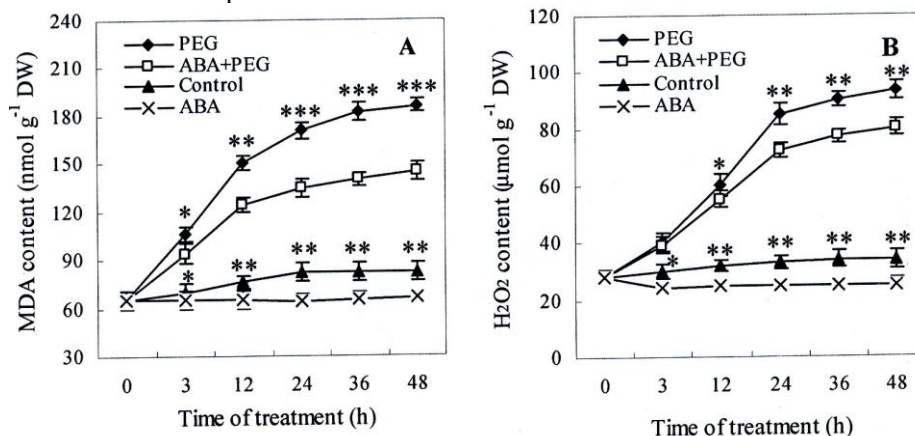 240
210
180
150
120
90
60
30
MDA content (nmol g⁻¹ DW)
PEG
ABA+PEG
Control
ABA
A
*
**
***
***
***
*
**
**
**
**
0 3 12 24 36 48
Time of treatment (h)
120
100
80
60
40
20
0
H2O2 content (μmol g⁻¹ DW)
PEG
ABA+PEG
Control
ABA
B
*
**
**
**
*
**
**
**
**
0 3 12 24 36 48
Time of treatment (h)